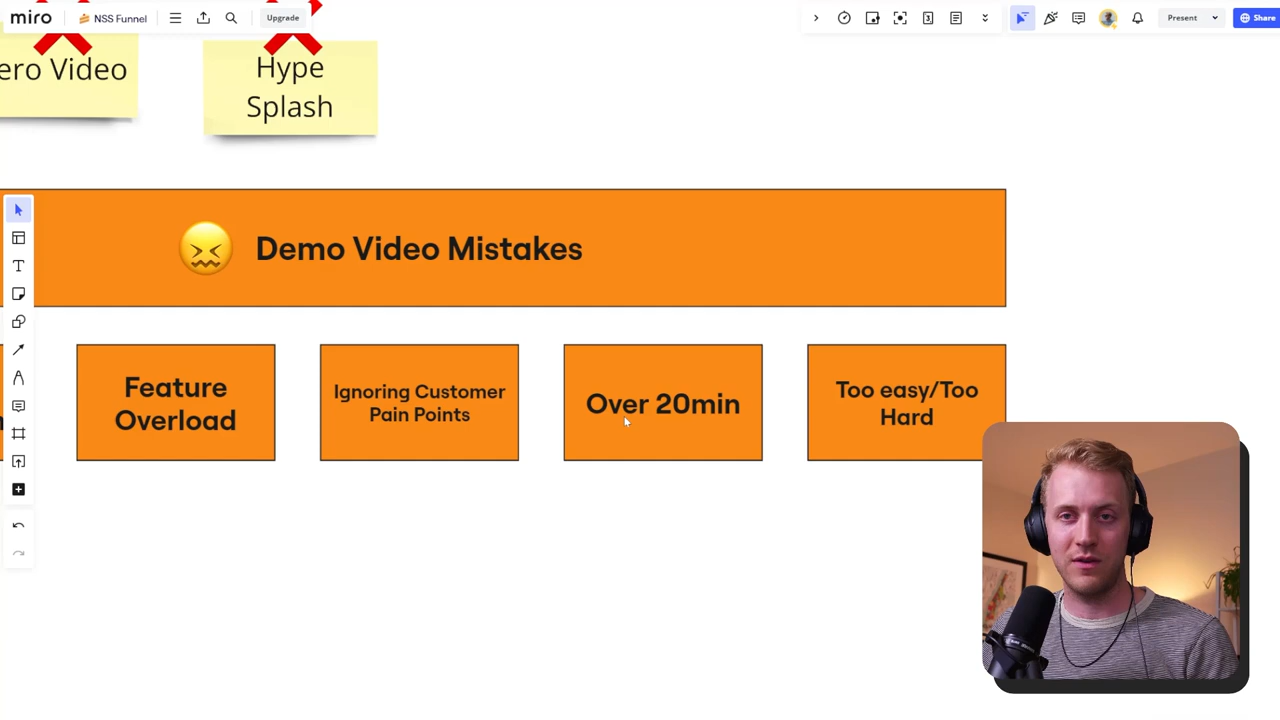 miro
NSS Funnel
Upgrade
3
Present
Share
ero Video
Hype
Splash
Demo Video Mistakes
Feature
Overload
Ignoring Customer
Pain Points
Over 20min
Too easy/Too
Hard